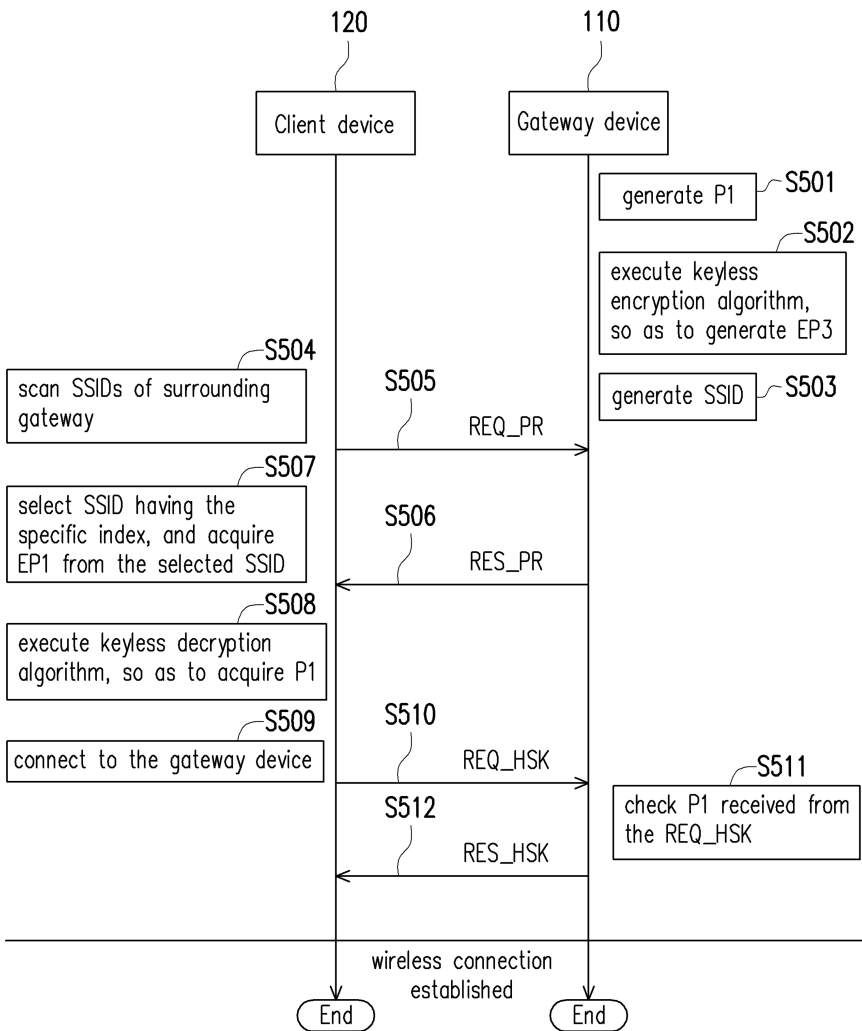 120
110
Client device
Gateway device
S501
generate P1
S502
execute keyless
encryption algorithm,
so as to generate EP3
S504
scan SSIDs of surrounding
gateway
S503
generate SSID
S505
REQ_PR
S507
select SSID having the
specific index, and acquire
EP1 from the selected SSID
S506
RES_PR
S508
execute keyless decryption
algorithm, so as to acquire P1
S509
connect to the gateway device
S510
REQ_HSK
S511
check P1 received from
the REQ_HSK
S512
RES_HSK
wireless connection
established
End
End